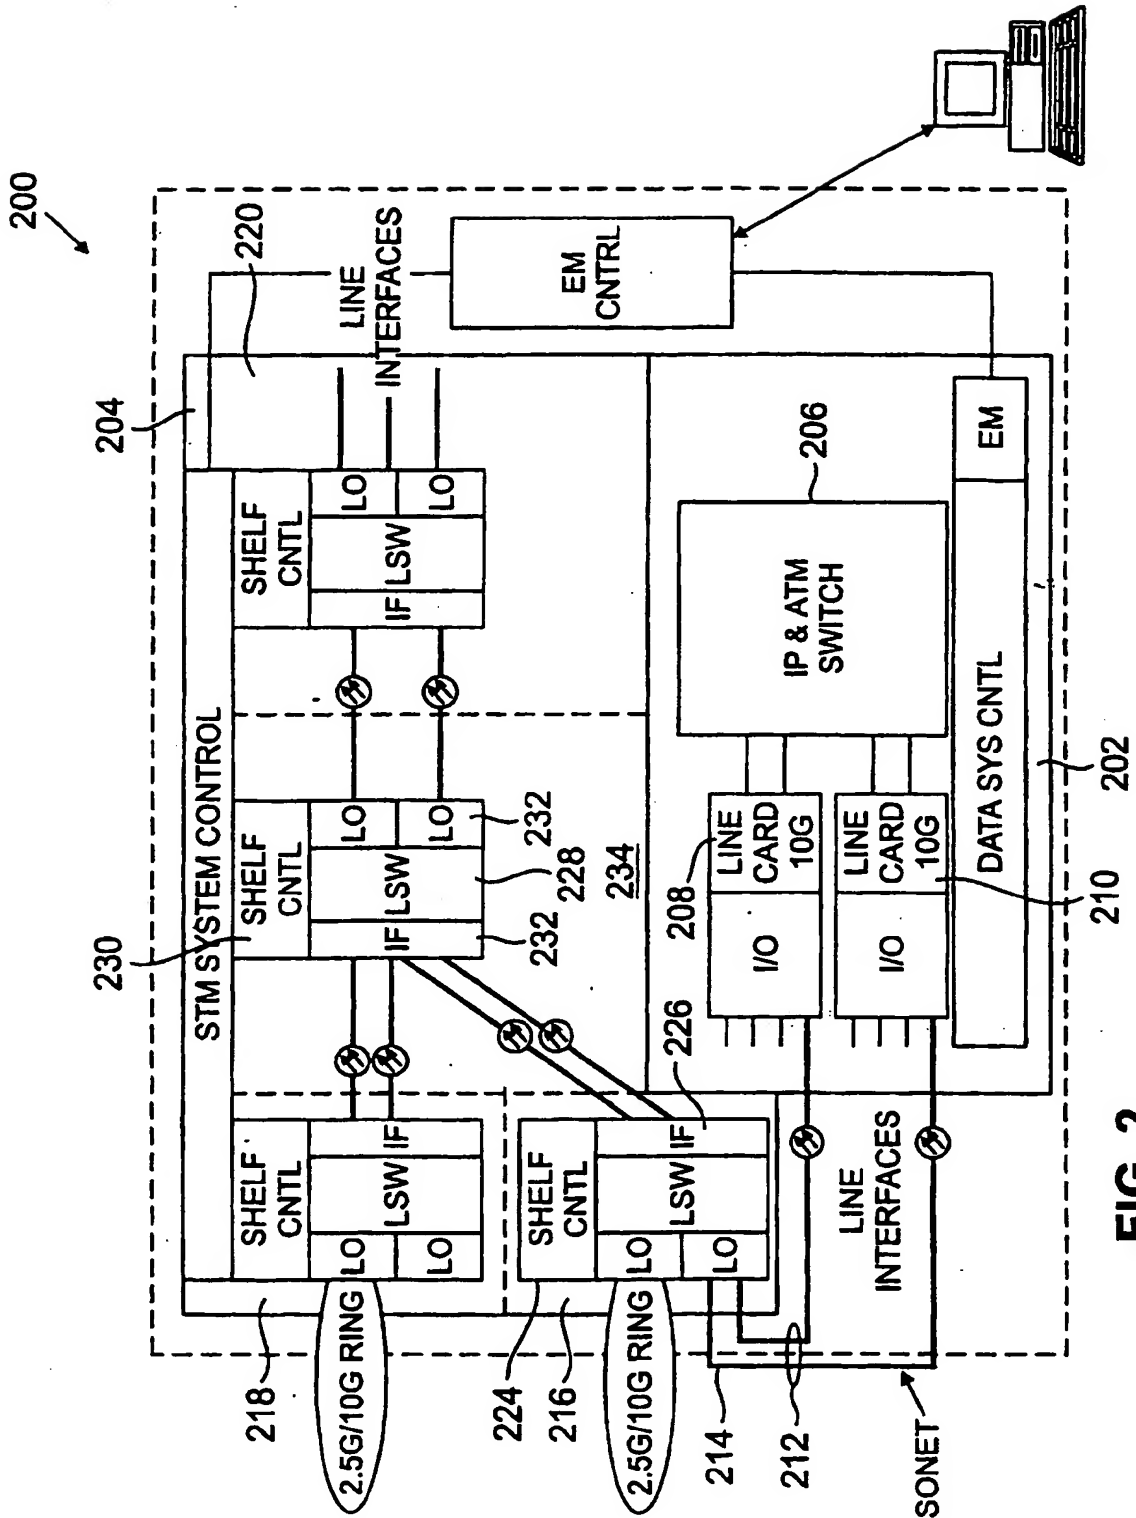 200
STM SYSTEM CONTROL
204
220
LINE
INTERFACES
EM
CNTRL
218
2.5G/10G RING
SHELF
CNTL
LO
LO
LSW
IF
230
SHELF
CNTL
IF
LSW
LO
LO
232
228
232
234
SHELF
CNTL
IF
LSW
LO
LO
224
216
2.5G/10G RING
SHELF
CNTL
LO
LO
LSW
IF
226
214
212
SONET
LINE
INTERFACES
208
I/O
LINE
CARD
10G
I/O
LINE
CARD
10G
210
IP & ATM
SWITCH
206
DATA SYS CNTL
EM
202
FIG. 2